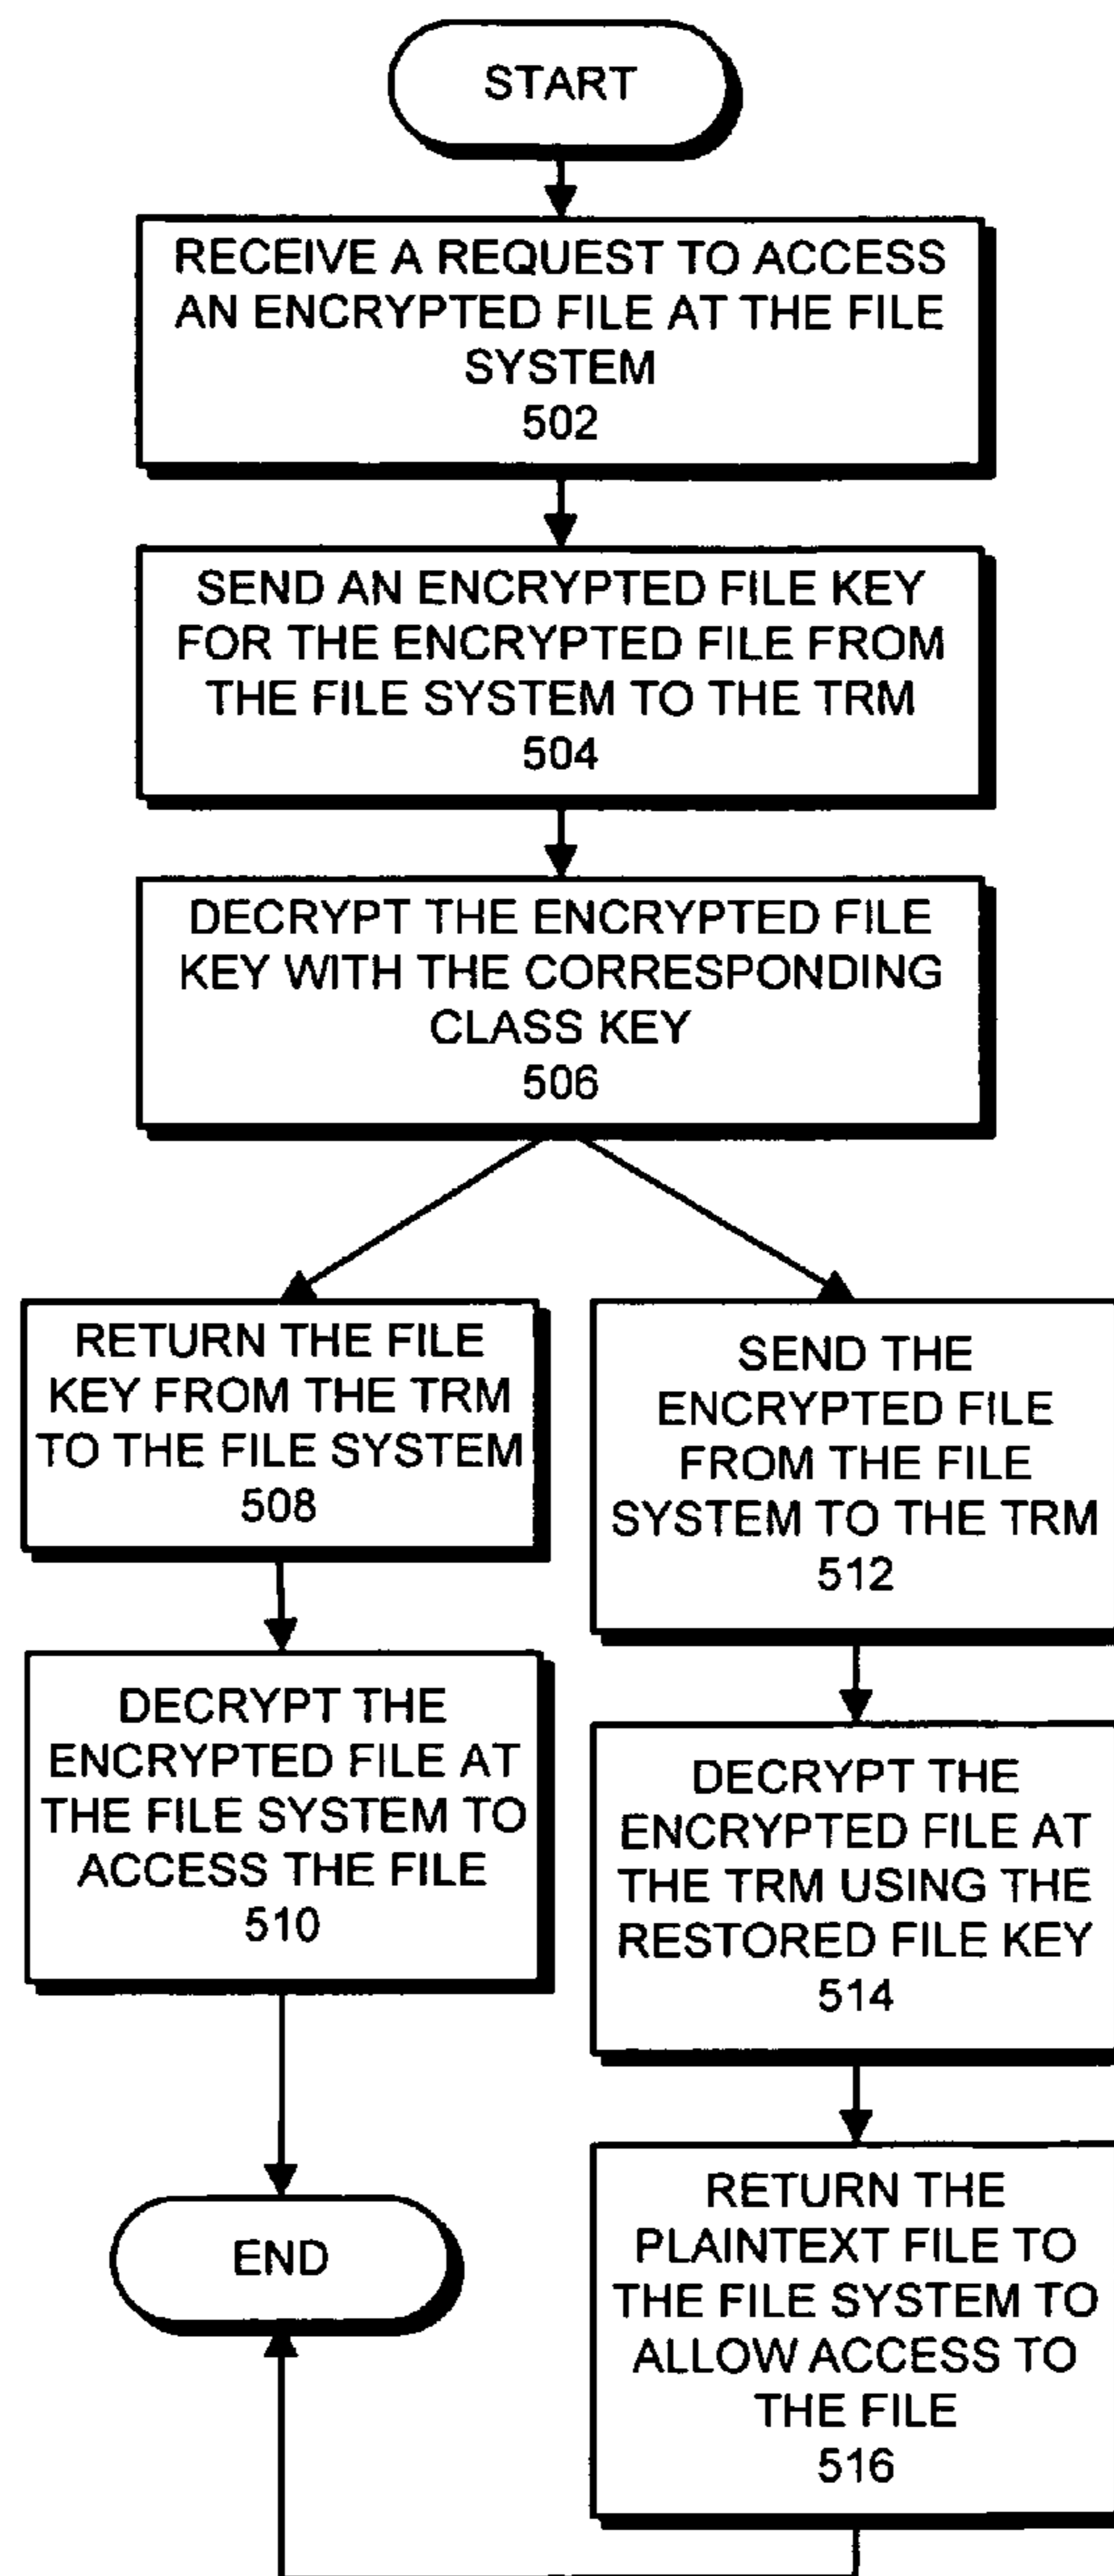 START
RECEIVE A REQUEST TO ACCESS
AN ENCRYPTED FILE AT THE FILE
SYSTEM
502
SEND AN ENCRYPTED FILE KEY
FOR THE ENCRYPTED FILE FROM
THE FILE SYSTEM TO THE TRM
504
DECRYPT THE ENCRYPTED FILE
KEY WITH THE CORRESPONDING
CLASS KEY
506
RETURN THE FILE
KEY FROM THE TRM
TO THE FILE SYSTEM
508
DECRYPT THE
ENCRYPTED FILE AT
THE FILE SYSTEM TO
ACCESS THE FILE
510
END
SEND THE
ENCRYPTED FILE
FROM THE FILE
SYSTEM TO THE TRM
512
DECRYPT THE
ENCRYPTED FILE AT
THE TRM USING THE
RESTORED FILE KEY
514
RETURN THE
PLAINTEXT FILE TO
THE FILE SYSTEM TO
ALLOW ACCESS TO
THE FILE
516